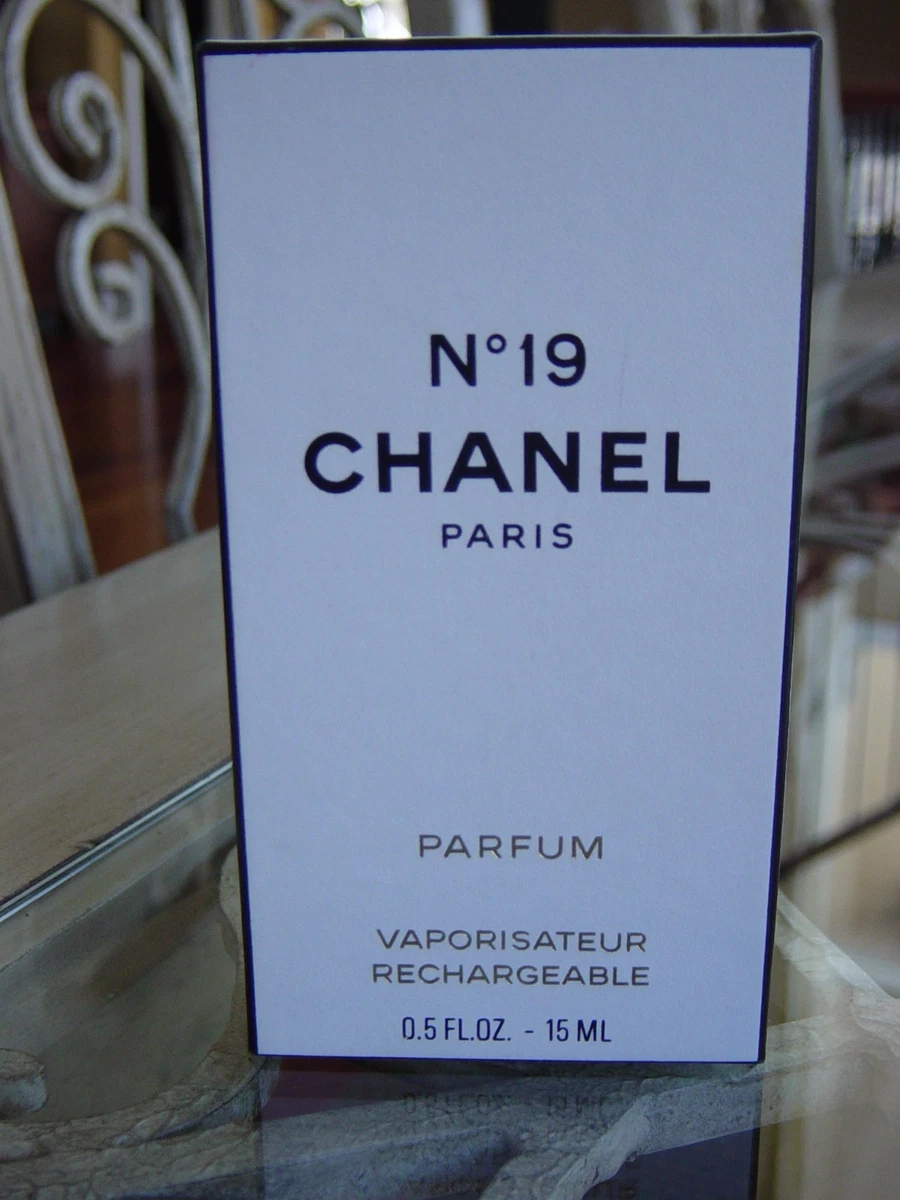 N°19
CHANEL
PARIS
PARFUM
VAPORISATEUR
RECHARGEABLE
0.5 FL.OZ. - 15 ML